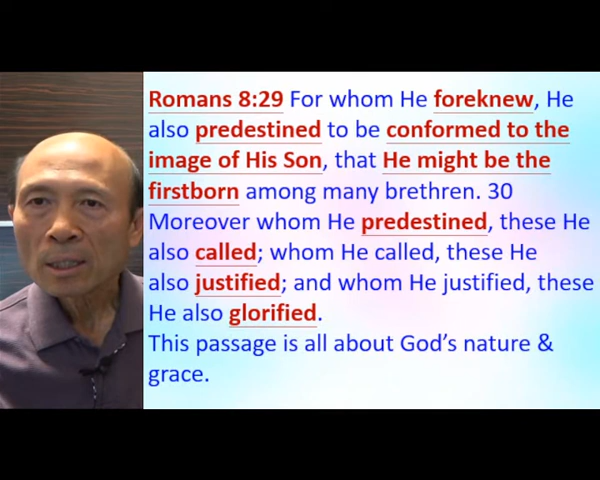 Romans 8:29 For whom He foreknew, He
also predestined to be conformed to the
image of His Son, that He might be the
firstborn among many brethren. 30
Moreover whom He predestined, these He
also called; whom He called, these He
also justified; and whom He justified, these
He also glorified.
This passage is all about God's nature &
grace.